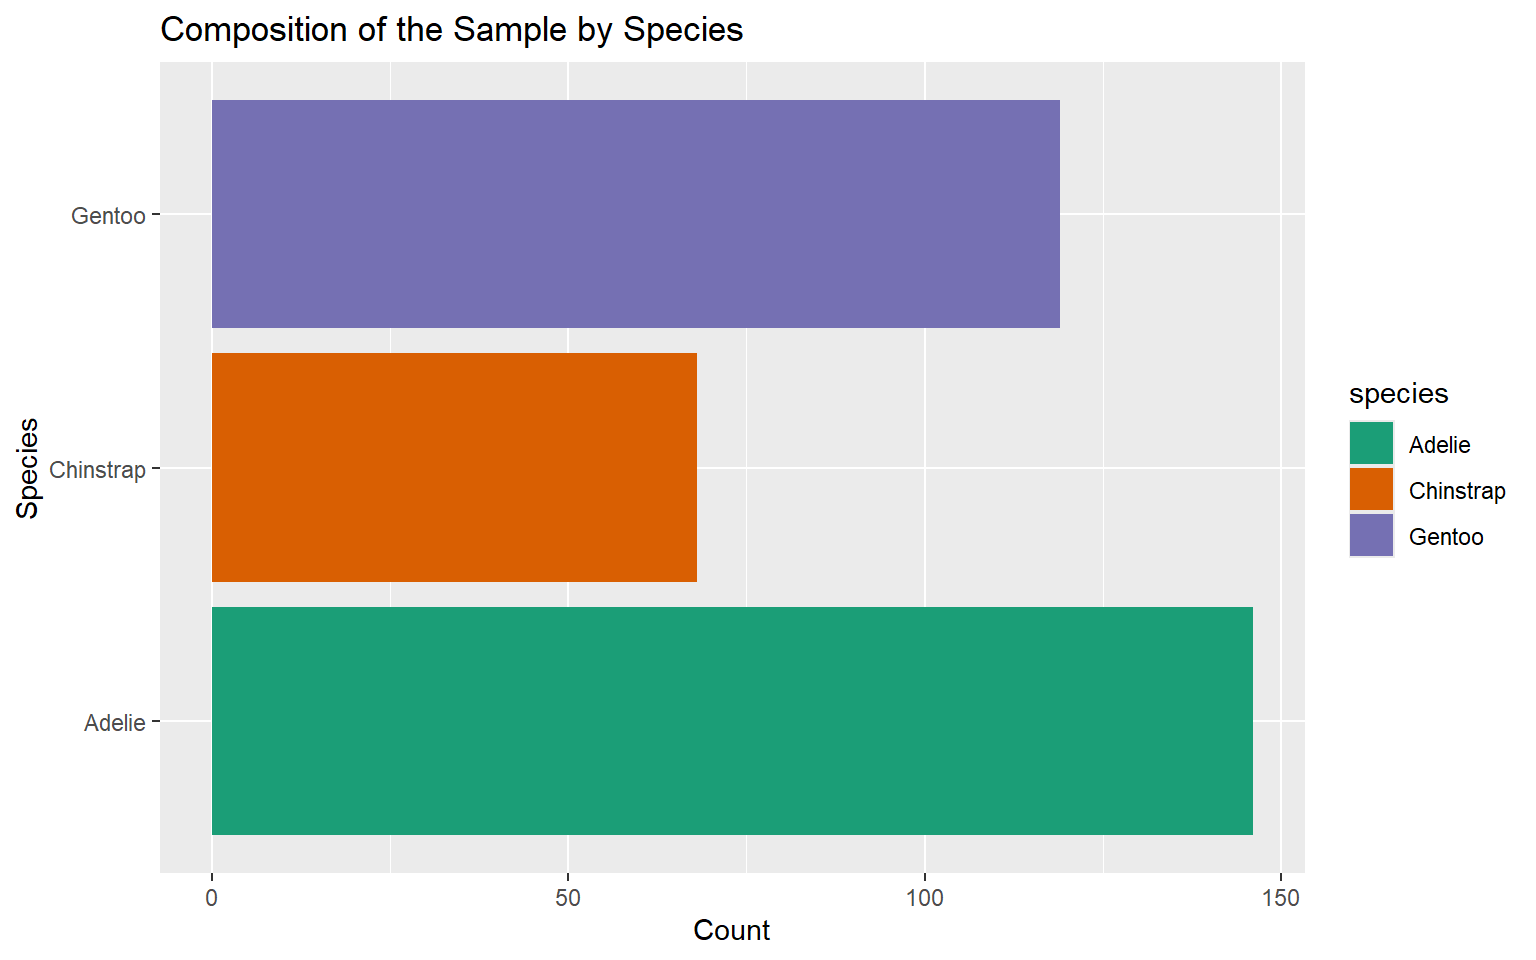 Composition of the Sample by Species
Species
Gentoo
Chinstrap
Adelie
0 50 100 150
Count
species
Adelie
Chinstrap
Gentoo